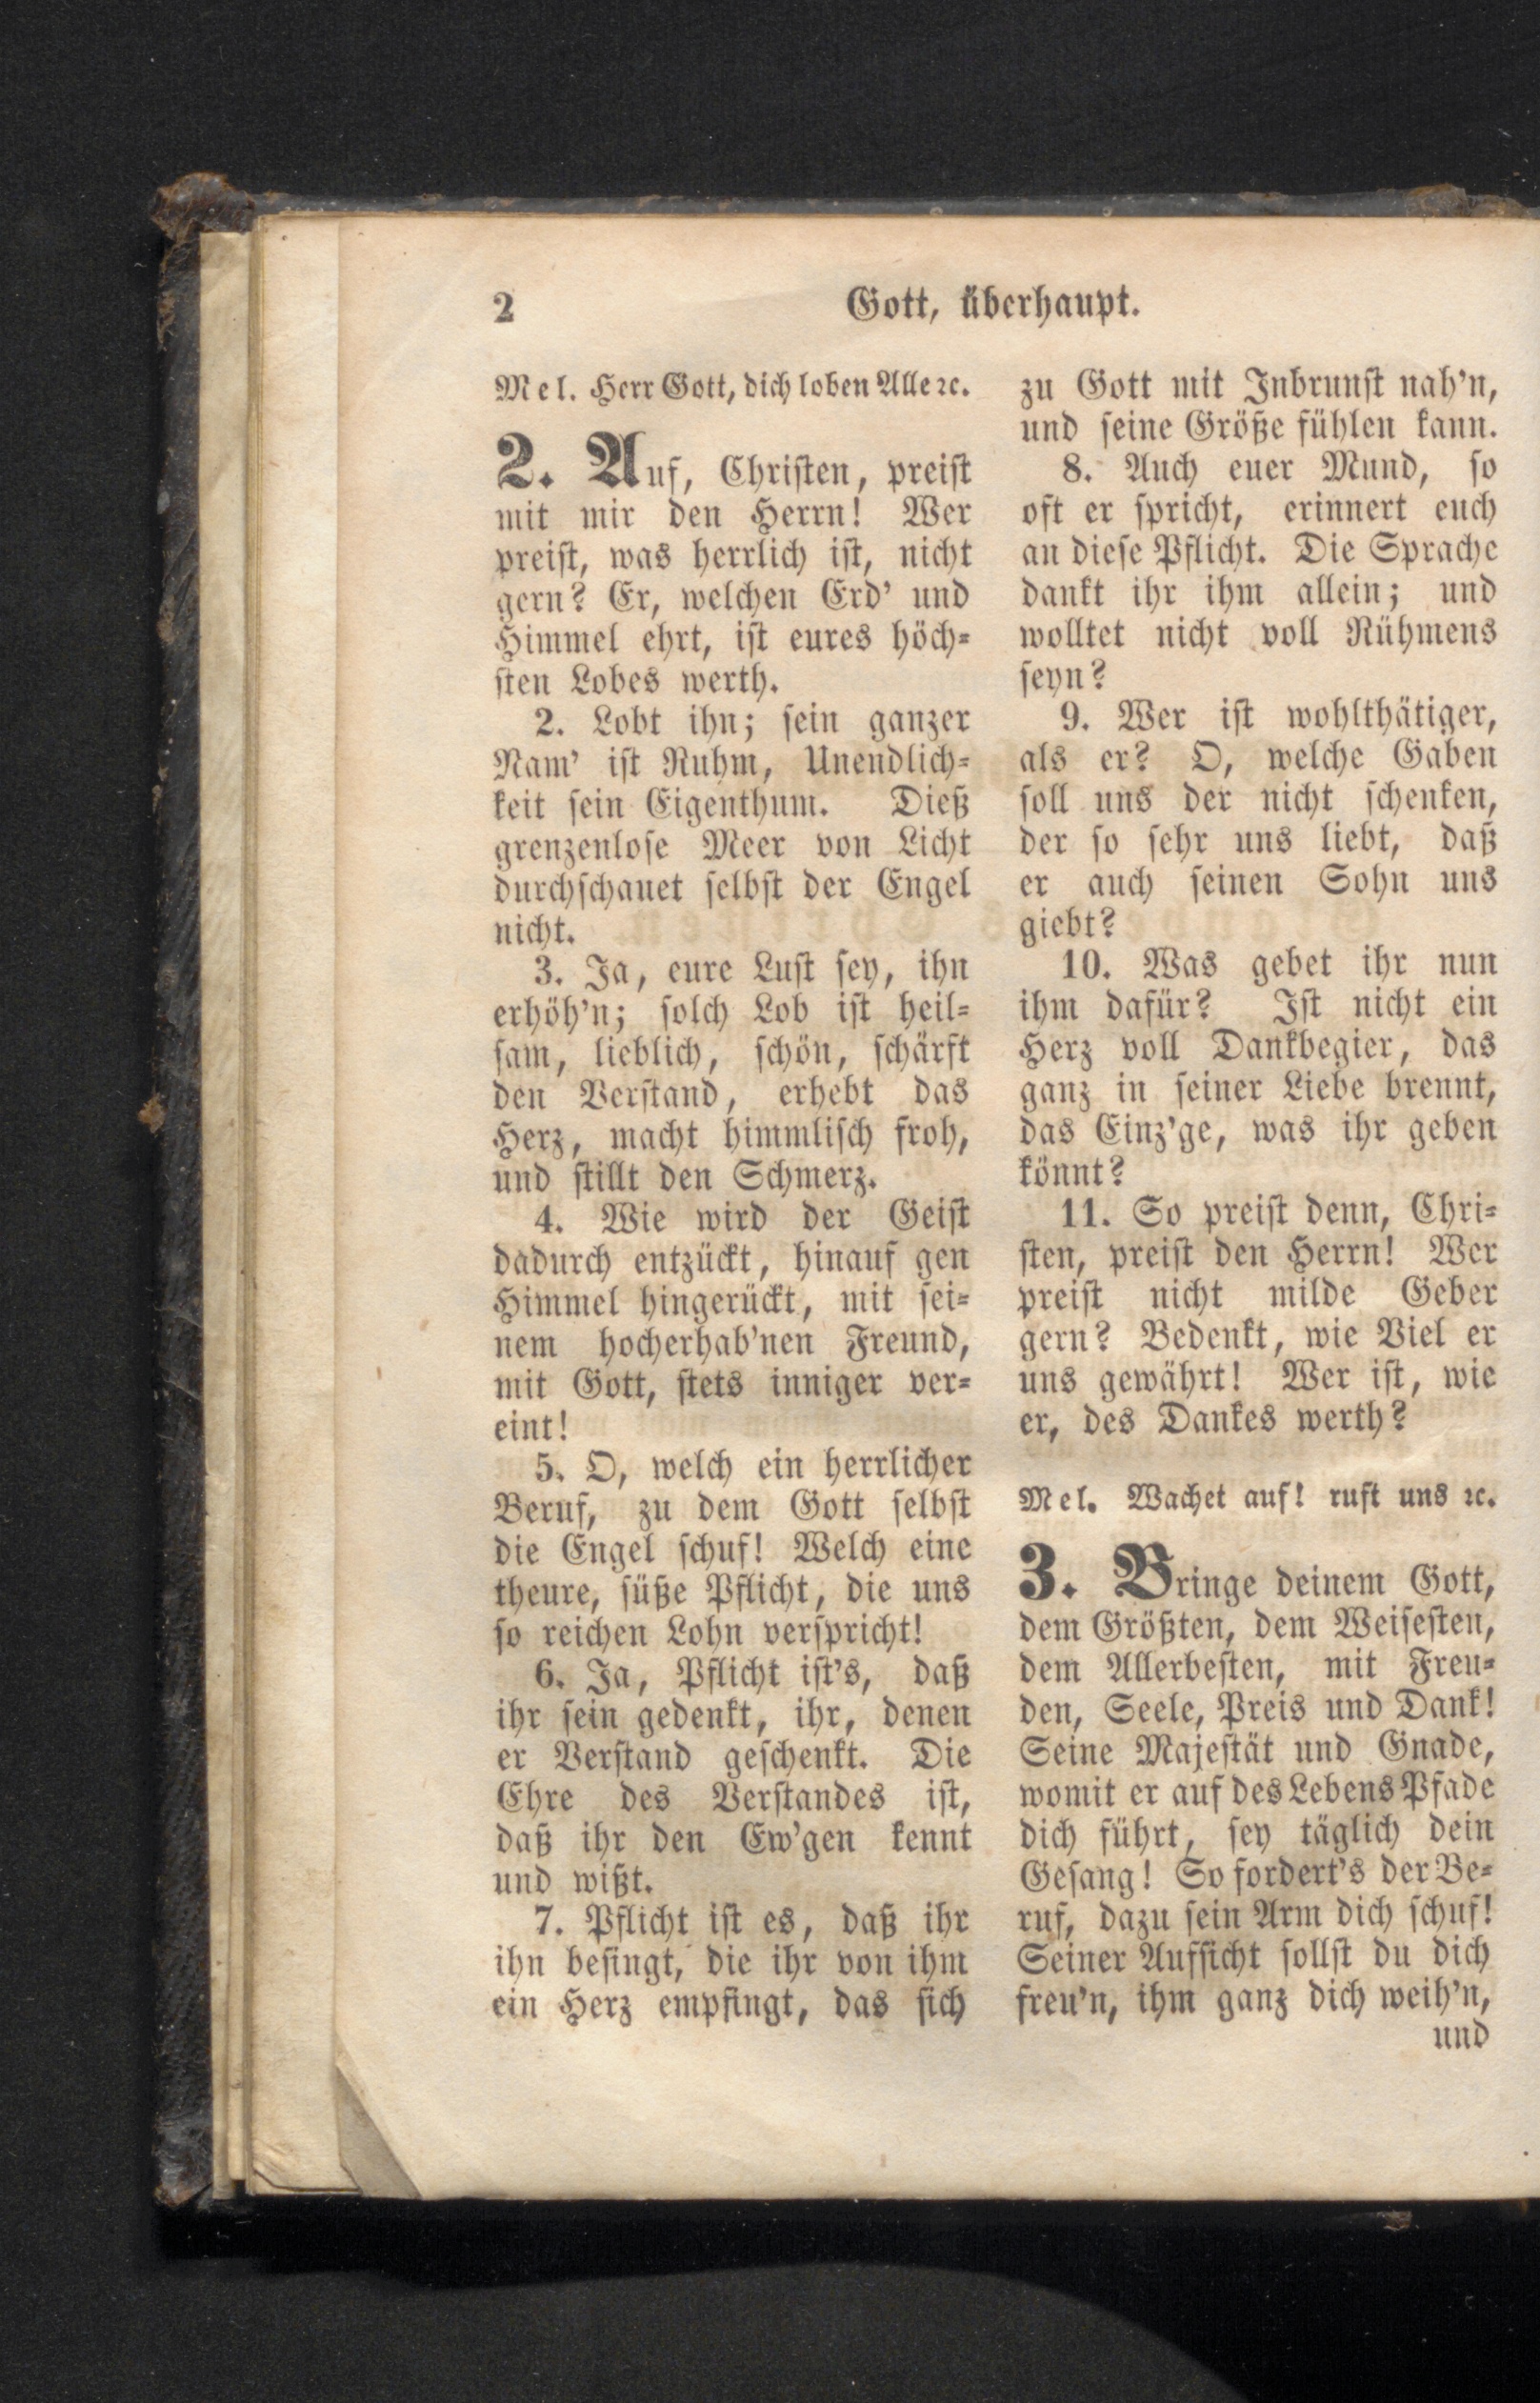 2
Gott, überhaupt.
Mel. Herr Gott, dich loben Alle ꝛc.
2. Auf, Christen, preist
mit mir den Herrn! Wer
preist, was herrlich ist, nicht
gern? Er, welchen Erd' und
Himmel ehrt, ist eures höch-
sten Lobes werth.
2. Lobt ihn; sein ganzer
Nam' ist Ruhm, Unendlich-
keit sein Eigenthum. Dieß
grenzenlose Meer von Licht
durchschauet selbst der Engel
nicht.
3. Ja, eure Lust sey, ihn
erhöh'n; solch Lob ist heil-
sam, lieblich, schön, schärft
den Verstand, erhebt das
Herz, macht himmlisch froh,
und stillt den Schmerz.
4. Wie wird der Geist
dadurch entzückt, hinauf gen
Himmel hingerückt, mit sei-
nem hocherhab'nen Freund,
mit Gott, stets inniger ver-
eint!
5. O, welch ein herrlicher
Beruf, zu dem Gott selbst
die Engel schuf! Welch eine
theure, süße Pflicht, die uns
so reichen Lohn verspricht!
6. Ja, Pflicht ist's, daß
ihr sein gedenkt, ihr, denen
er Verstand geschenkt. Die
Ehre des Verstandes ist,
daß ihr den Ew'gen kennt
und wißt.
7. Pflicht ist es, daß ihr
ihn besingt, die ihr von ihm
ein Herz empfingt, das sich
zu Gott mit Inbrunst nah'n,
und seine Größe fühlen kann.
8. Auch euer Mund, so
oft er spricht, erinnert euch
an diese Pflicht. Die Sprache
dankt ihr ihm allein; und
wolltet nicht voll Rühmens
seyn?
9. Wer ist wohlthätiger,
als er? O, welche Gaben
soll uns der nicht schenken,
der so sehr uns liebt, daß
er auch seinen Sohn uns
giebt?
10. Was gebet ihr nun
ihm dafür? Ist nicht ein
Herz voll Dankbegier, das
ganz in seiner Liebe brennt,
das Einz'ge, was ihr geben
könnt?
11. So preist denn, Chri-
sten, preist den Herrn! Wer
preist nicht milde Geber
gern? Bedenkt, wie Viel er
uns gewährt! Wer ist, wie
er, des Dankes werth?
Mel. Wachet auf! ruft uns ꝛc.
3. Bringe deinem Gott,
dem Größten, dem Weisesten,
dem Allerbesten, mit Freu-
den, Seele, Preis und Dank!
Seine Majestät und Gnade,
womit er auf des Lebens Pfade
dich führt, sey täglich dein
Gesang! So fordert's der Be-
ruf, dazu sein Arm dich schuf!
Seiner Aufsicht sollst du dich
freu'n, ihm ganz dich weih'n,
und